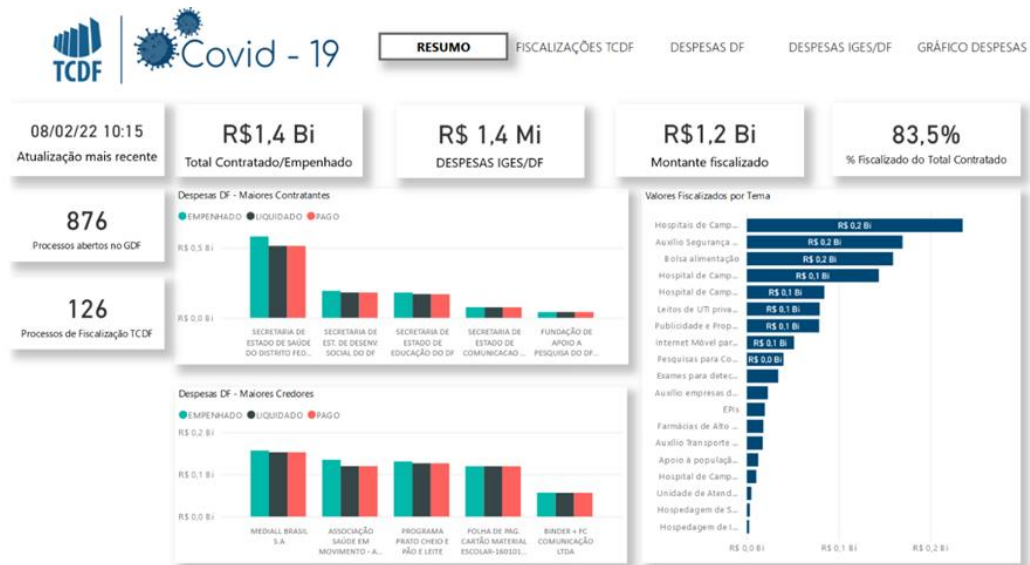 TCDF
Covid - 19
RESUMO
FISCALIZAÇÕES TCDF
DESPESAS DF
DESPESAS IGES/DF
GRÁFICO DESPESAS
08/02/22 10:15
Atualização mais recente
R$1,4 Bi
Total Contratado/Empenhado
R$ 1,4 Mi
DESPESAS IGES/DF
R$1,2 Bi
Montante fiscalizado
83,5%
% Fiscalizado do Total Contratado
876
Processos abertos no GDF
126
Processos de Fiscalização TCDF
Despesas DF - Maiores Contratantes
EMPENHADO LIQUIDADO PAGO
R$ 0,5 Bi
R$ 0,0 Bi
SECRETARIA DE
ESTADO DE SAÚDE
DO DISTRITO FED...
SECRETARIA DE
EST. DE DESENV.
SOCIAL DO DF
SECRETARIA DE
ESTADO DE
EDUCAÇÃO DO DF
SECRETARIA DE
ESTADO DE
COMUNICACAO ...
FUNDAÇÃO DE
APOIO A
PESQUISA DO DF...
Despesas DF - Maiores Credores
EMPENHADO LIQUIDADO PAGO
R$ 0,2 Bi
R$ 0,1 Bi
R$ 0,0 Bi
MEDIALL BRASIL
S.A
ASSOCIAÇÃO
SAÚDE EM
MOVIMENTO - A...
PROGRAMA
PRATO CHEIO E
PÃO E LEITE
FOLHA DE PAG.
CARTÃO MATERIAL
ESCOLAR-160101...
BINDER + FC
COMUNICAÇÃO
LTDA
Valores Fiscalizados por Tema
Hospitais de Camp... R$ 0,2 Bi
Auxílio Segurança ... R$ 0,2 Bi
Bolsa alimentação R$ 0,2 Bi
Hospital de Camp... R$ 0,1 Bi
Hospital de Camp... R$ 0,1 Bi
Leitos de UTI priva... R$ 0,1 Bi
Publicidade e Prop... R$ 0,1 Bi
Internet Móvel par... R$ 0,1 Bi
Pesquisas para Co... R$ 0,0 Bi
Exames para detec...
Auxílio empresas d...
EPIs
Farmácias de Alto ...
Auxílio Transporte ...
Apoio à populaçã...
Hospital de Camp...
Unidade de Atend...
Hospedagem de S...
Hospedagem de I...
R$ 0,0 Bi
R$ 0,1 Bi
R$ 0,2 Bi